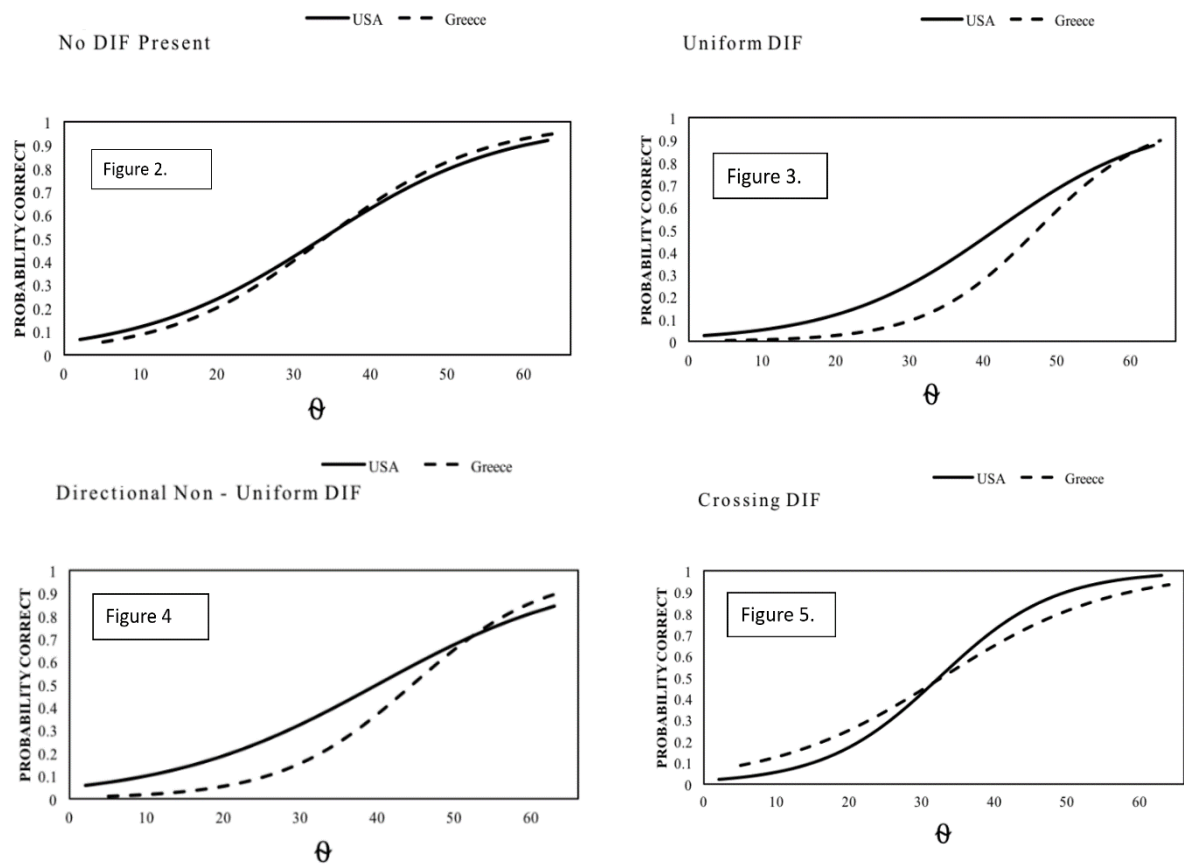 USA Greece
No DIF Present
PROBABILITY CORRECT
1
0.9
0.8
0.7
0.6
0.5
0.4
0.3
0.2
0.1
0
Figure 2.
0 10 20 30 40 50 60
ϑ
USA Greece
Uniform DIF
PROBABILITY CORRECT
1
0.9
0.8
0.7
0.6
0.5
0.4
0.3
0.2
0.1
0
Figure 3.
0 10 20 30 40 50 60
ϑ
USA Greece
Directional Non - Uniform DIF
PROBABILITY CORRECT
1
0.9
0.8
0.7
0.6
0.5
0.4
0.3
0.2
0.1
0
Figure 4
0 10 20 30 40 50 60
ϑ
USA Greece
Crossing DIF
PROBABILITY CORRECT
1
0.9
0.8
0.7
0.6
0.5
0.4
0.3
0.2
0.1
0
Figure 5.
0 10 20 30 40 50 60
ϑ